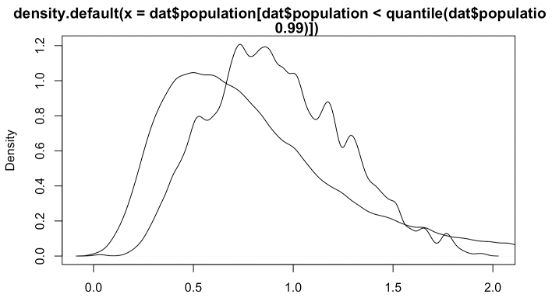 density.default(x = dat$population[dat$population < quantile(dat$populatio
0.99)])
Density
1.2
1.0
0.8
0.6
0.4
0.2
0.0
0.0 0.5 1.0 1.5 2.0